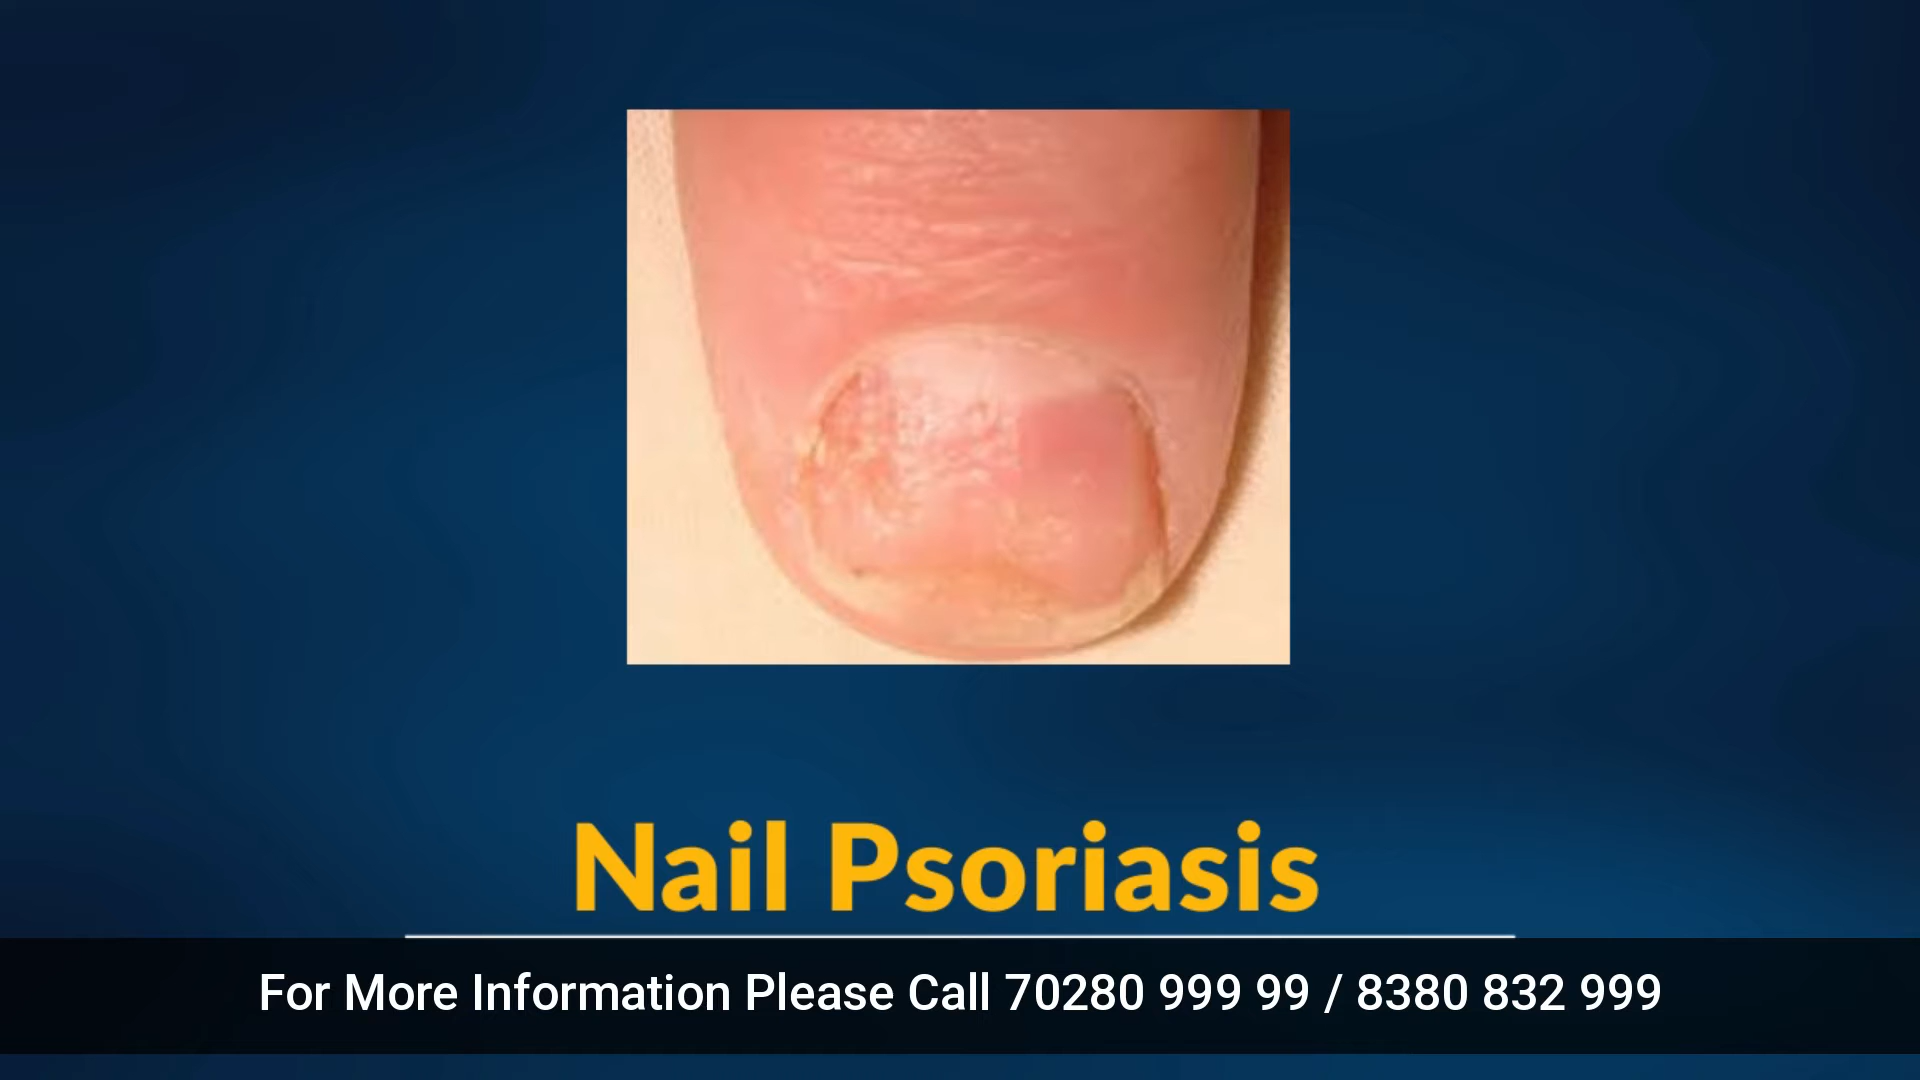 Nail Psoriasis
For More Information Please Call 70280 999 99 / 8380 832 999